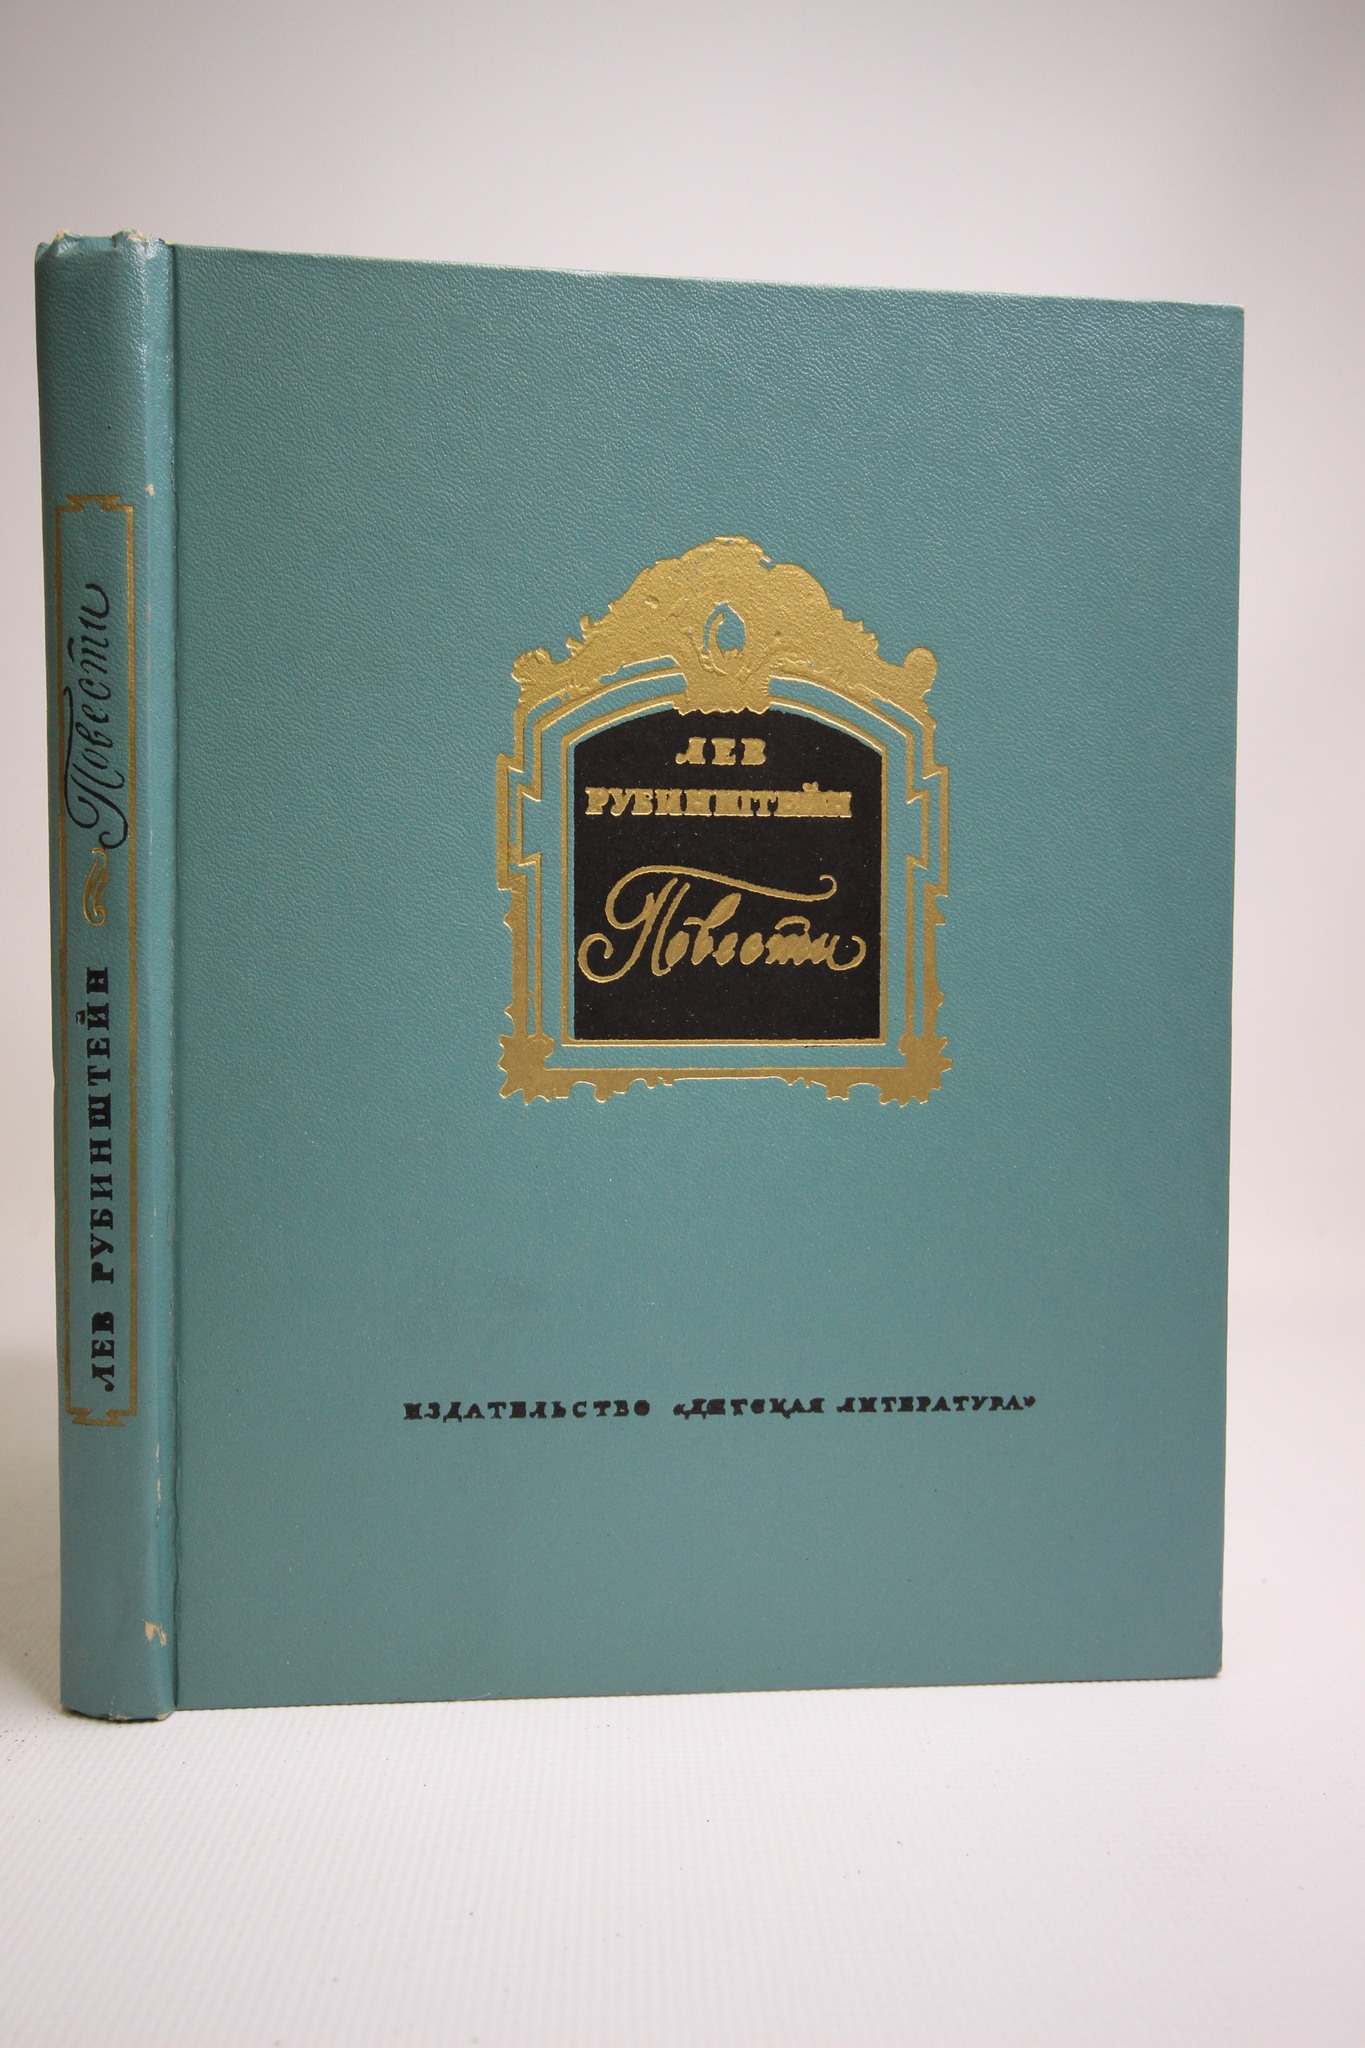 ЛЕВ
РУБИНШТЕЙН
Повести
ИЗДАТЕЛЬСТВО «ДЕТСКАЯ ЛИТЕРАТУРА»
ЛЕВ РУБИНШТЕЙН Повести